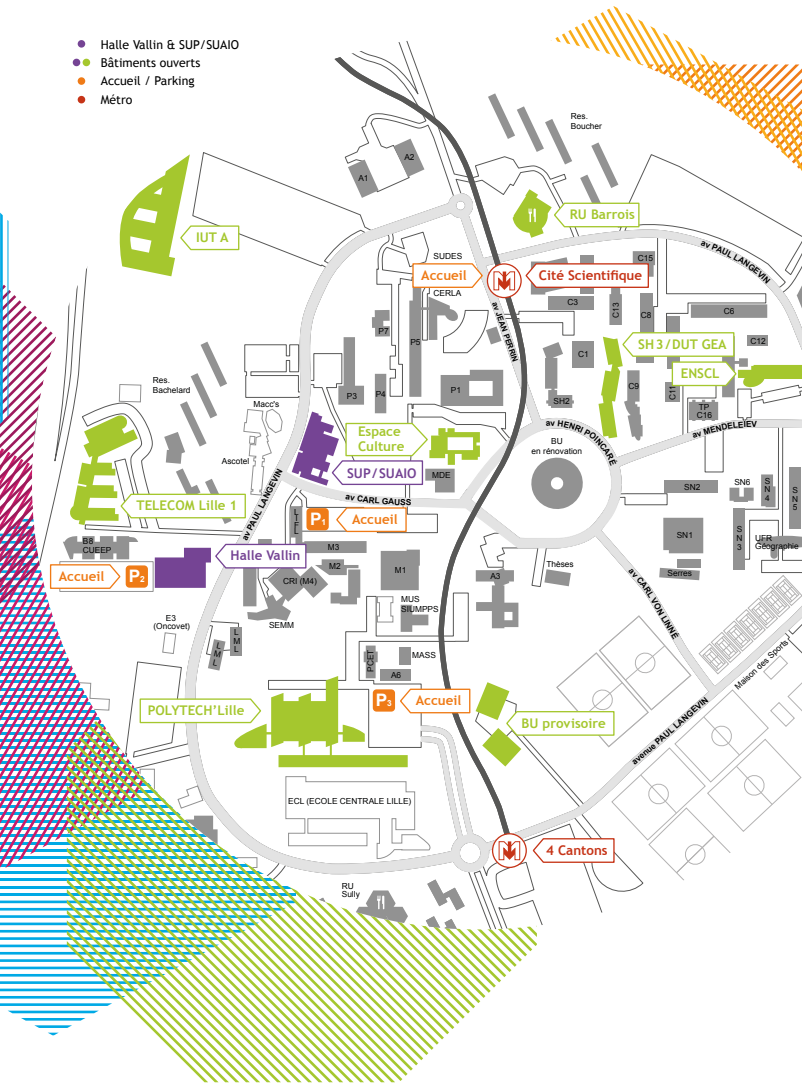 Halle Vallin & SUP/SUAIO
Bâtiments ouverts
Accueil / Parking
Métro
Res.
Boucher
A2
A1
RU Barrois
IUT A
av PAUL LANGEVIN
SUDES
C15
Accueil
Cité Scientifique
CERLA
C3
C13
C8
C6
av JEAN PERRIN
P7
P5
SH3/DUT GEA
C12
C1
ENSCL
Res.
Bachelard
P3
P4
P1
C9
C11
Macc's
SH2
TP
C16
av MENDELEÏEV
av HENRI POINCARÉ
Espace
Culture
BU
en rénovation
Ascotel
SUP/SUAIO
MDE
SN2
SN6
SN4
SN5
av CARL GAUSS
TELECOM Lille 1
av PAUL LANGEVIN
LTFL
P1
Accueil
SN1
SN3
UFR
Géographie
B8
CUEEP
Halle Vallin
M3
M2
M1
CRI (M4)
Thèses
A3
Serres
Accueil
P2
av CARL VON LINNÉ
MUS
SIUMPPS
E3
(Oncovet)
SEMM
LML
LML
PCET
MASS
A6
Maison des Sports
P3
Accueil
POLYTECH'Lille
BU provisoire
avenue PAUL LANGEVIN
ECL (ECOLE CENTRALE LILLE)
4 Cantons
RU
Sully